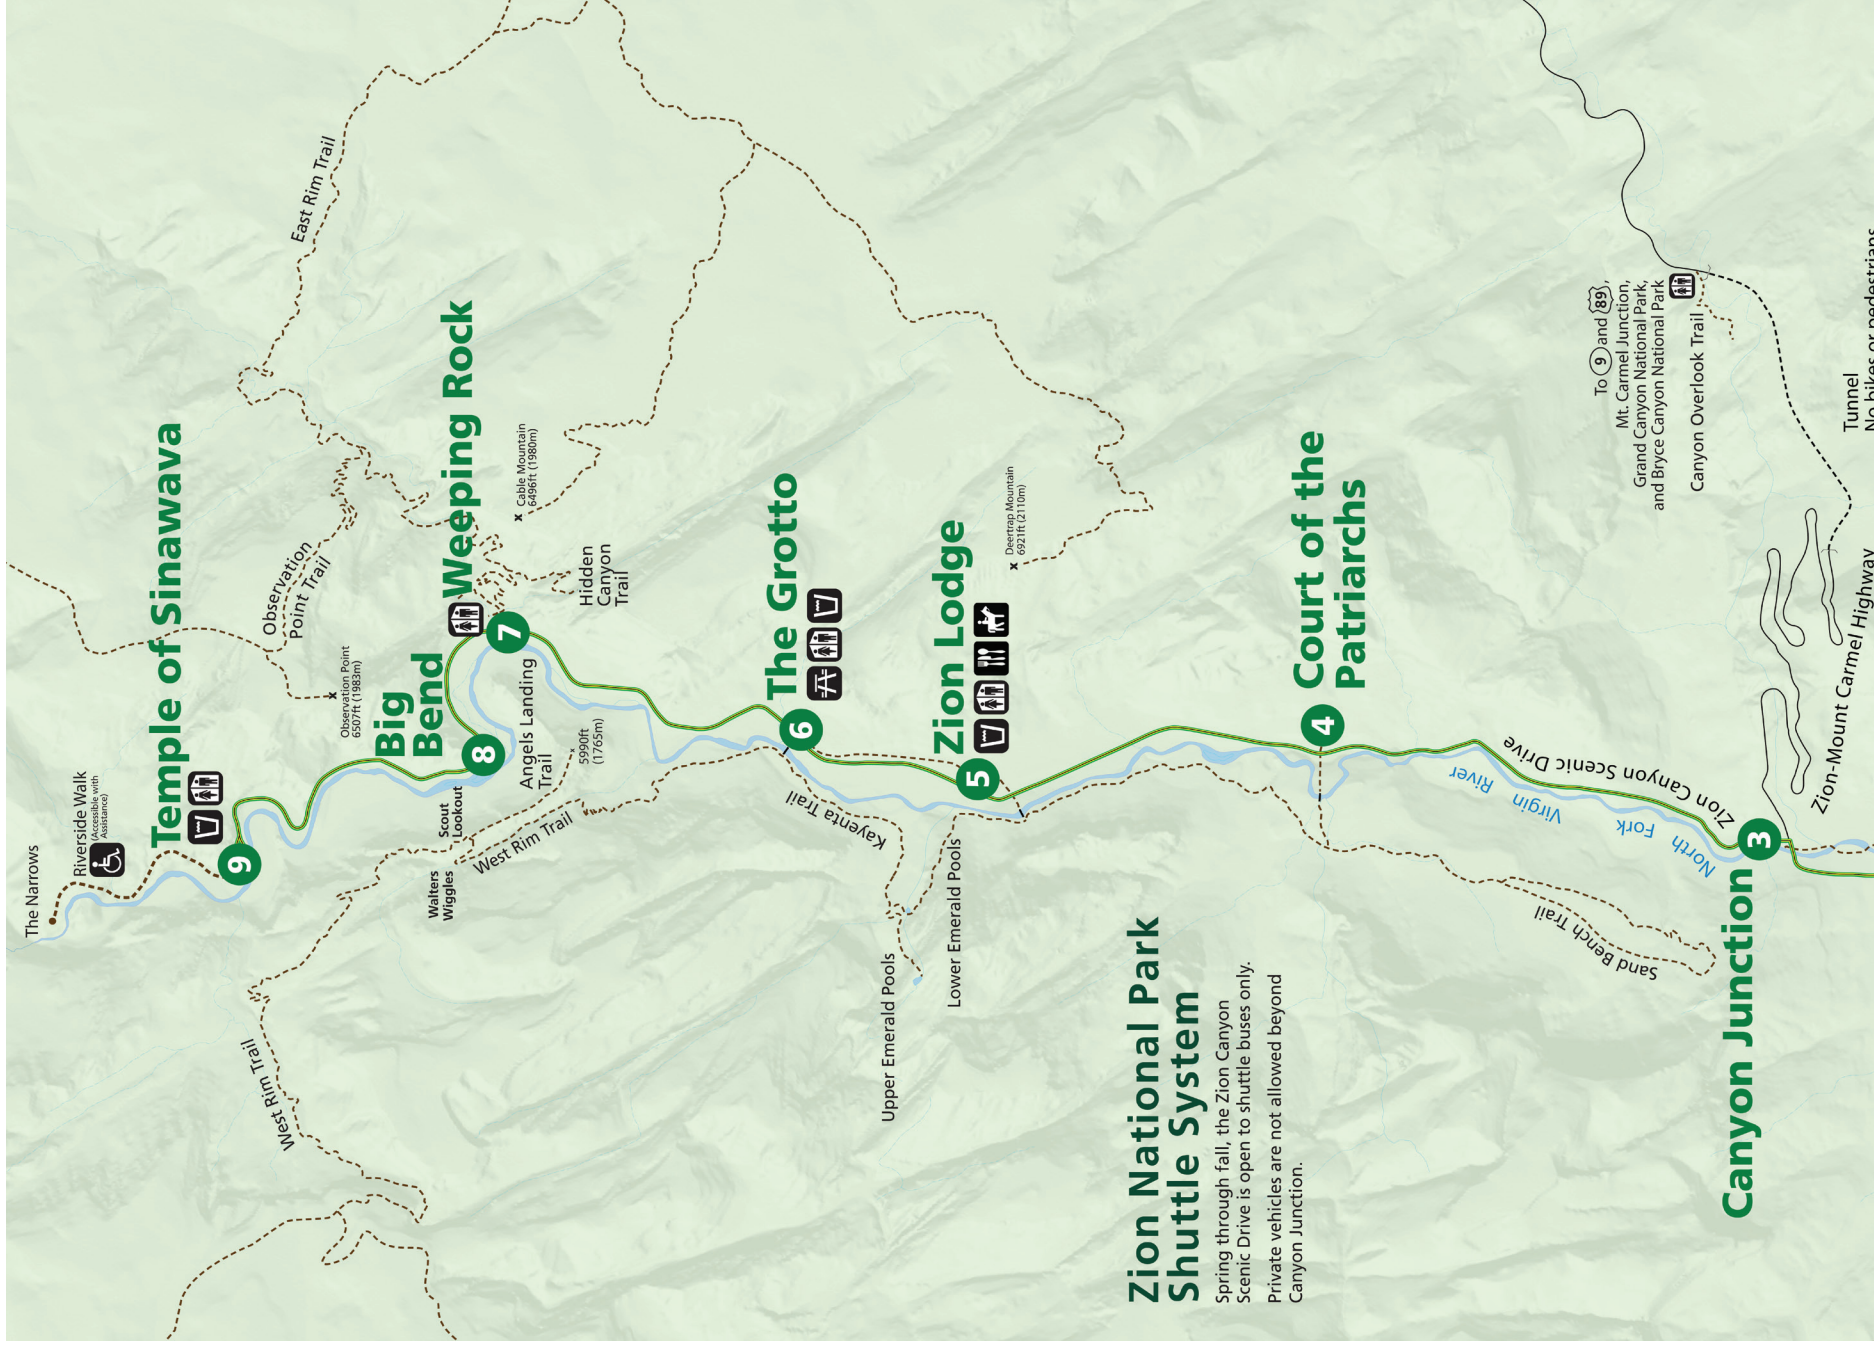 The Narrows
Riverside Walk
(Accessible with
Assistance)
Temple of Sinawava
9
East Rim Trail
Observation
Point Trail
Observation Point
6507ft (1983m)
Weeping Rock
7
Big
Bend
8
Cable Mountain
6496ft (1980m)
Hidden
Canyon
Trail
Angels Landing
Trail
5990ft
(1765m)
Scout
Lookout
Walters
Wiggles
West Rim Trail
West Rim Trail
The Grotto
6
Kayenta Trail
Zion Lodge
5
Deertrap Mountain
6921ft (2110m)
Upper Emerald Pools
Lower Emerald Pools
Court of the
Patriarchs
4
Zion Canyon Scenic Drive
North Fork Virgin River
Sand Bench Trail
Canyon Junction
3
To 9 and 89,
Mt. Carmel Junction,
Grand Canyon National Park,
and Bryce Canyon National Park
Canyon Overlook Trail
Zion-Mount Carmel Highway
Tunnel
No bikes or pedestrians
Zion National Park
Shuttle System
Spring through fall, the Zion Canyon
Scenic Drive is open to shuttle buses only.
Private vehicles are not allowed beyond
Canyon Junction.